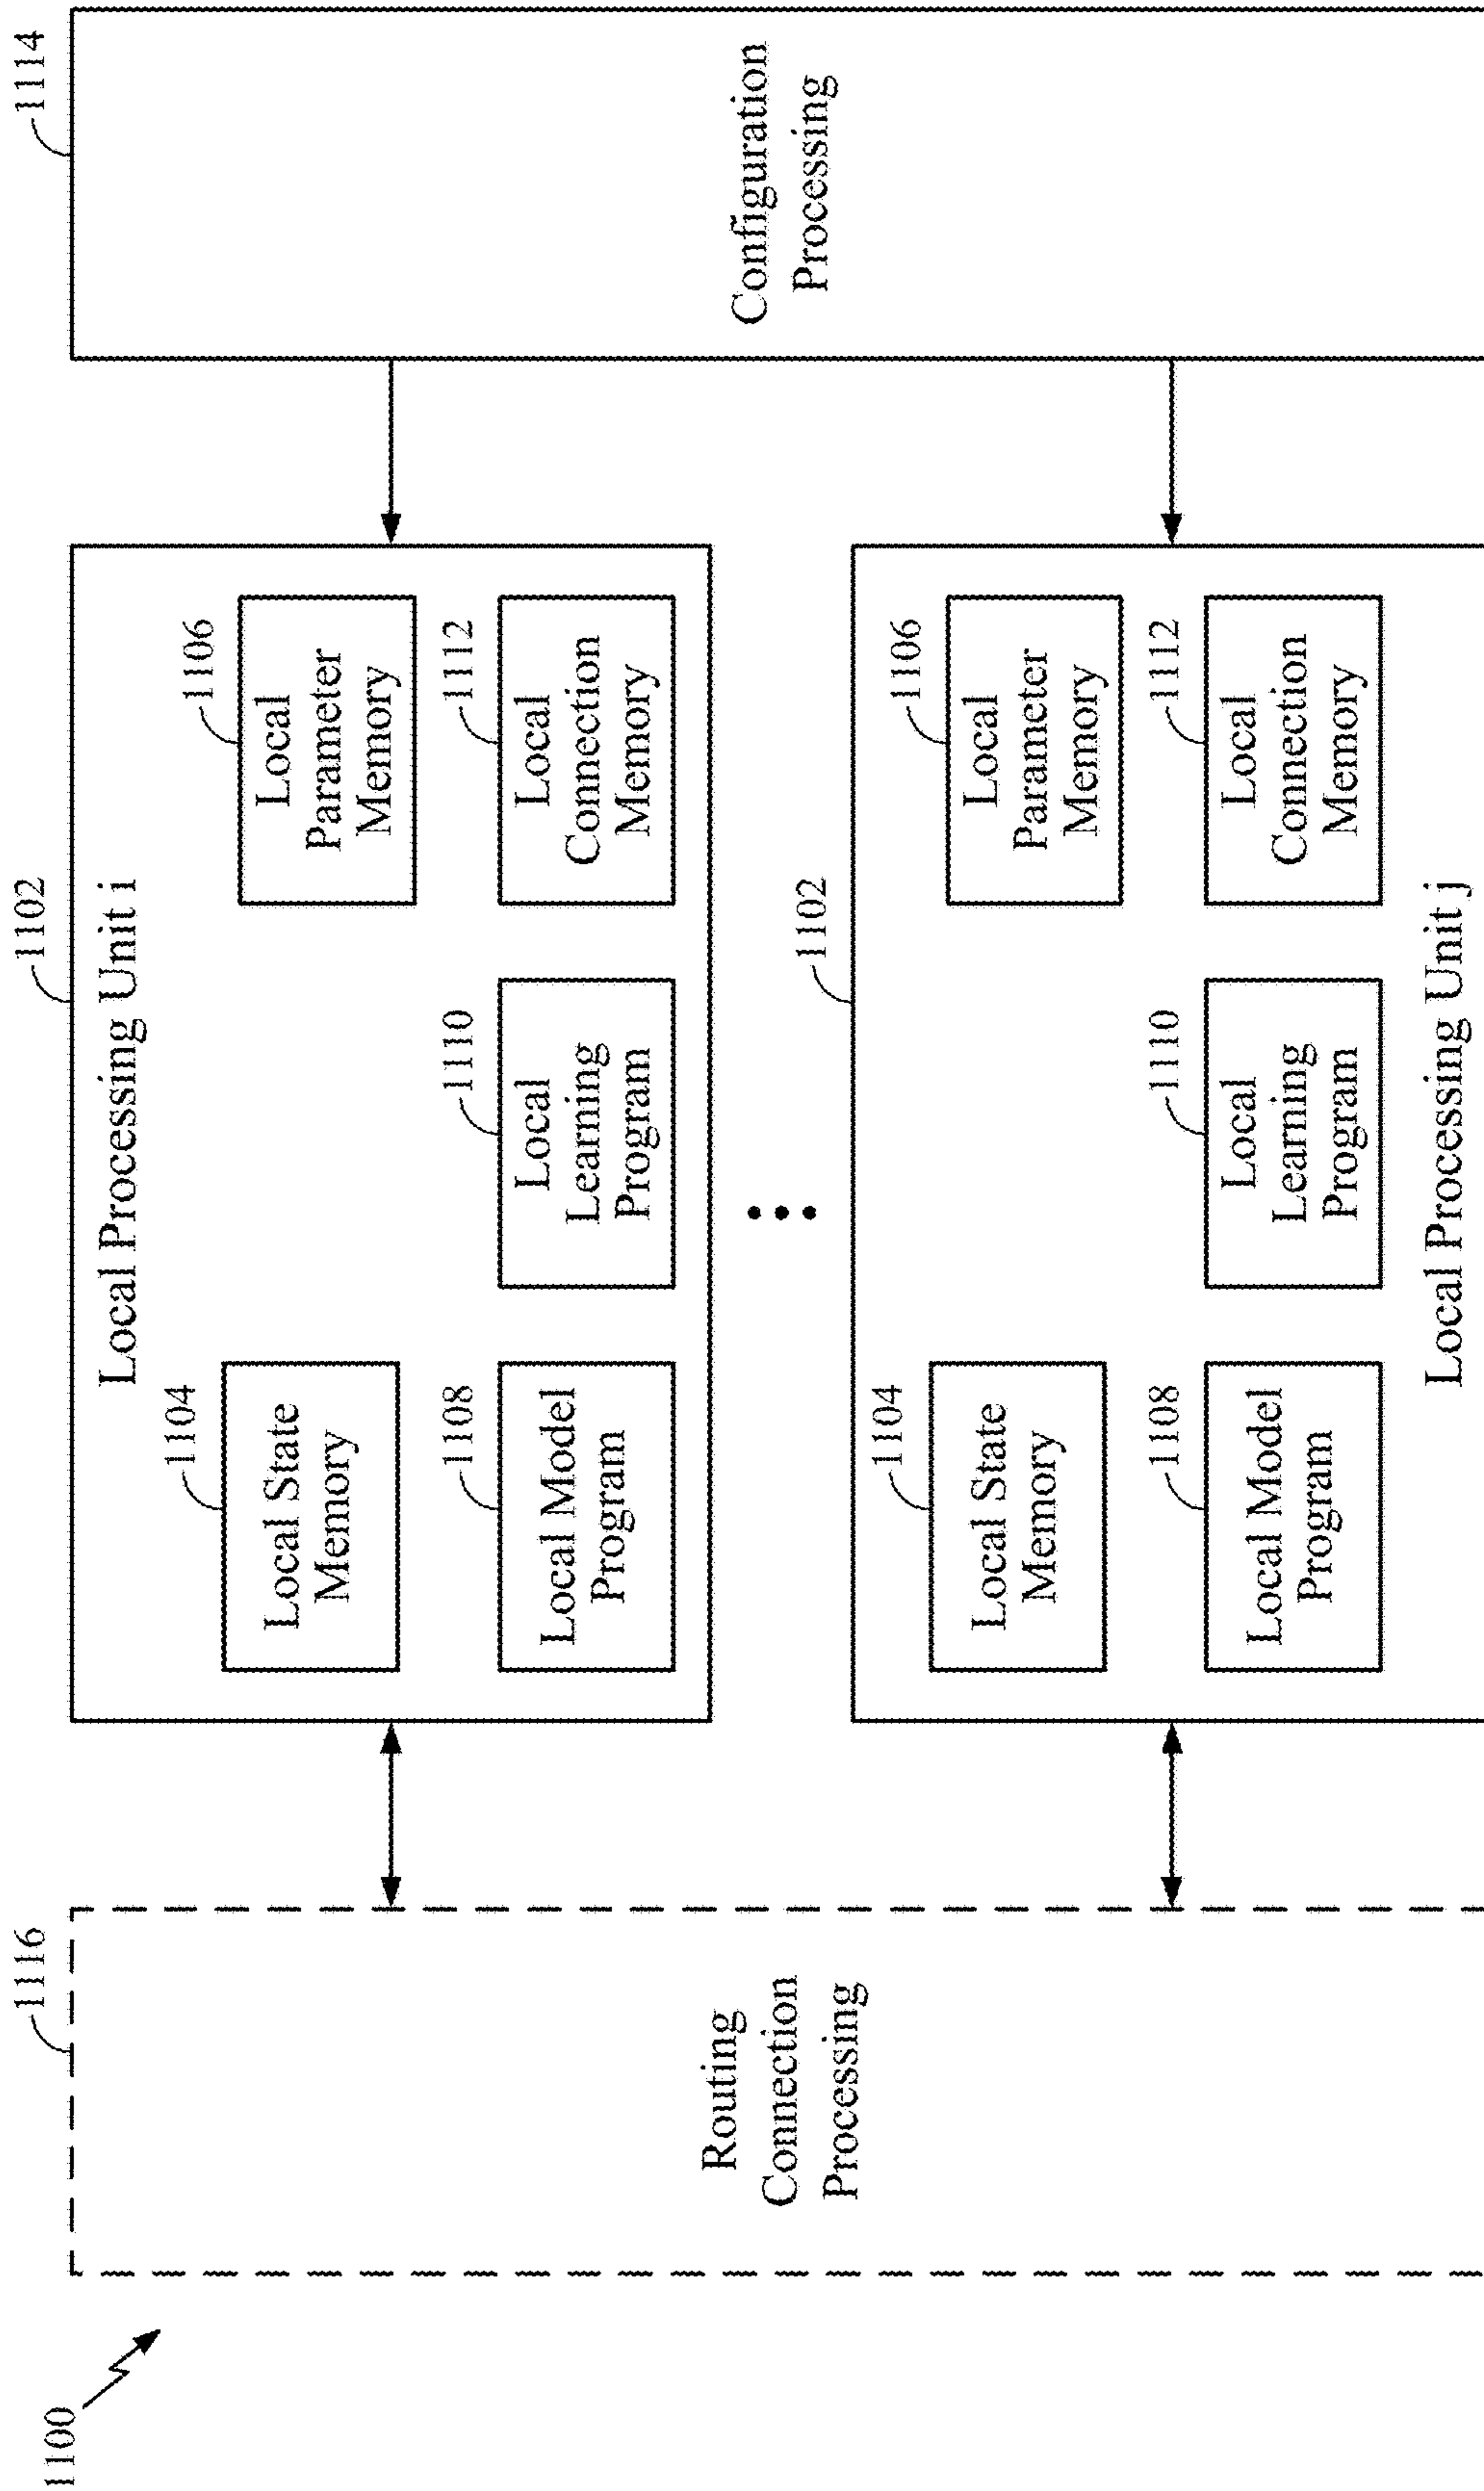 1100
1116
1102
1114
Local Processing Unit i
1104
1106
Local State
Memory
Local
Parameter
Memory
1108
1110
1112
Local Model
Program
Local
Learning
Program
Local
Connection
Memory
Routing
Connection
Processing
Configuration
Processing
1102
1104
1106
Local State
Memory
Local
Parameter
Memory
1108
1110
1112
Local Model
Program
Local
Learning
Program
Local
Connection
Memory
Local Processing Unit j